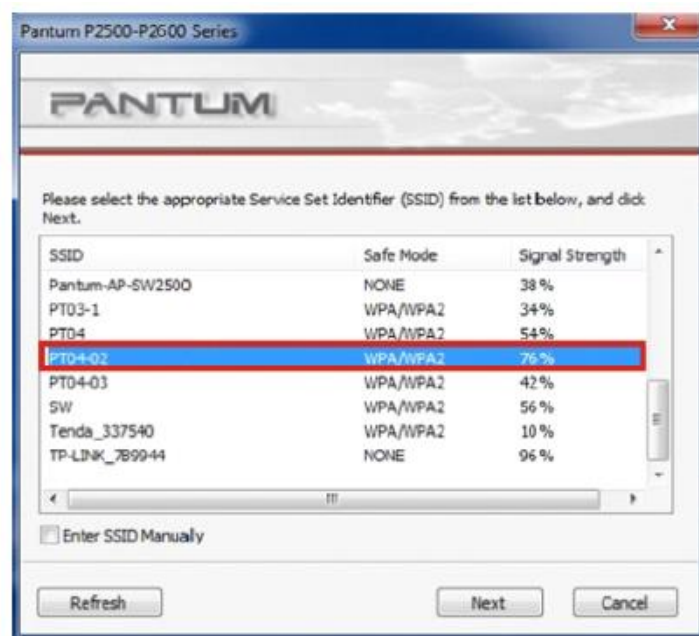 Pantum P2500-P2600 Series
PANTUM
Please select the appropriate Service Set Identifier (SSID) from the list below, and click
Next.
SSID Safe Mode Signal Strength
Pantum-AP-SW2500 NONE 38%
PT03-1 WPA/WPA2 34%
PT04 WPA/WPA2 54%
PT04-02 WPA/WPA2 76%
PT04-03 WPA/WPA2 42%
SW WPA/WPA2 56%
Tenda_337540 WPA/WPA2 10%
TP-LINK_7B9944 NONE 96%
Enter SSID Manually
Refresh Next Cancel